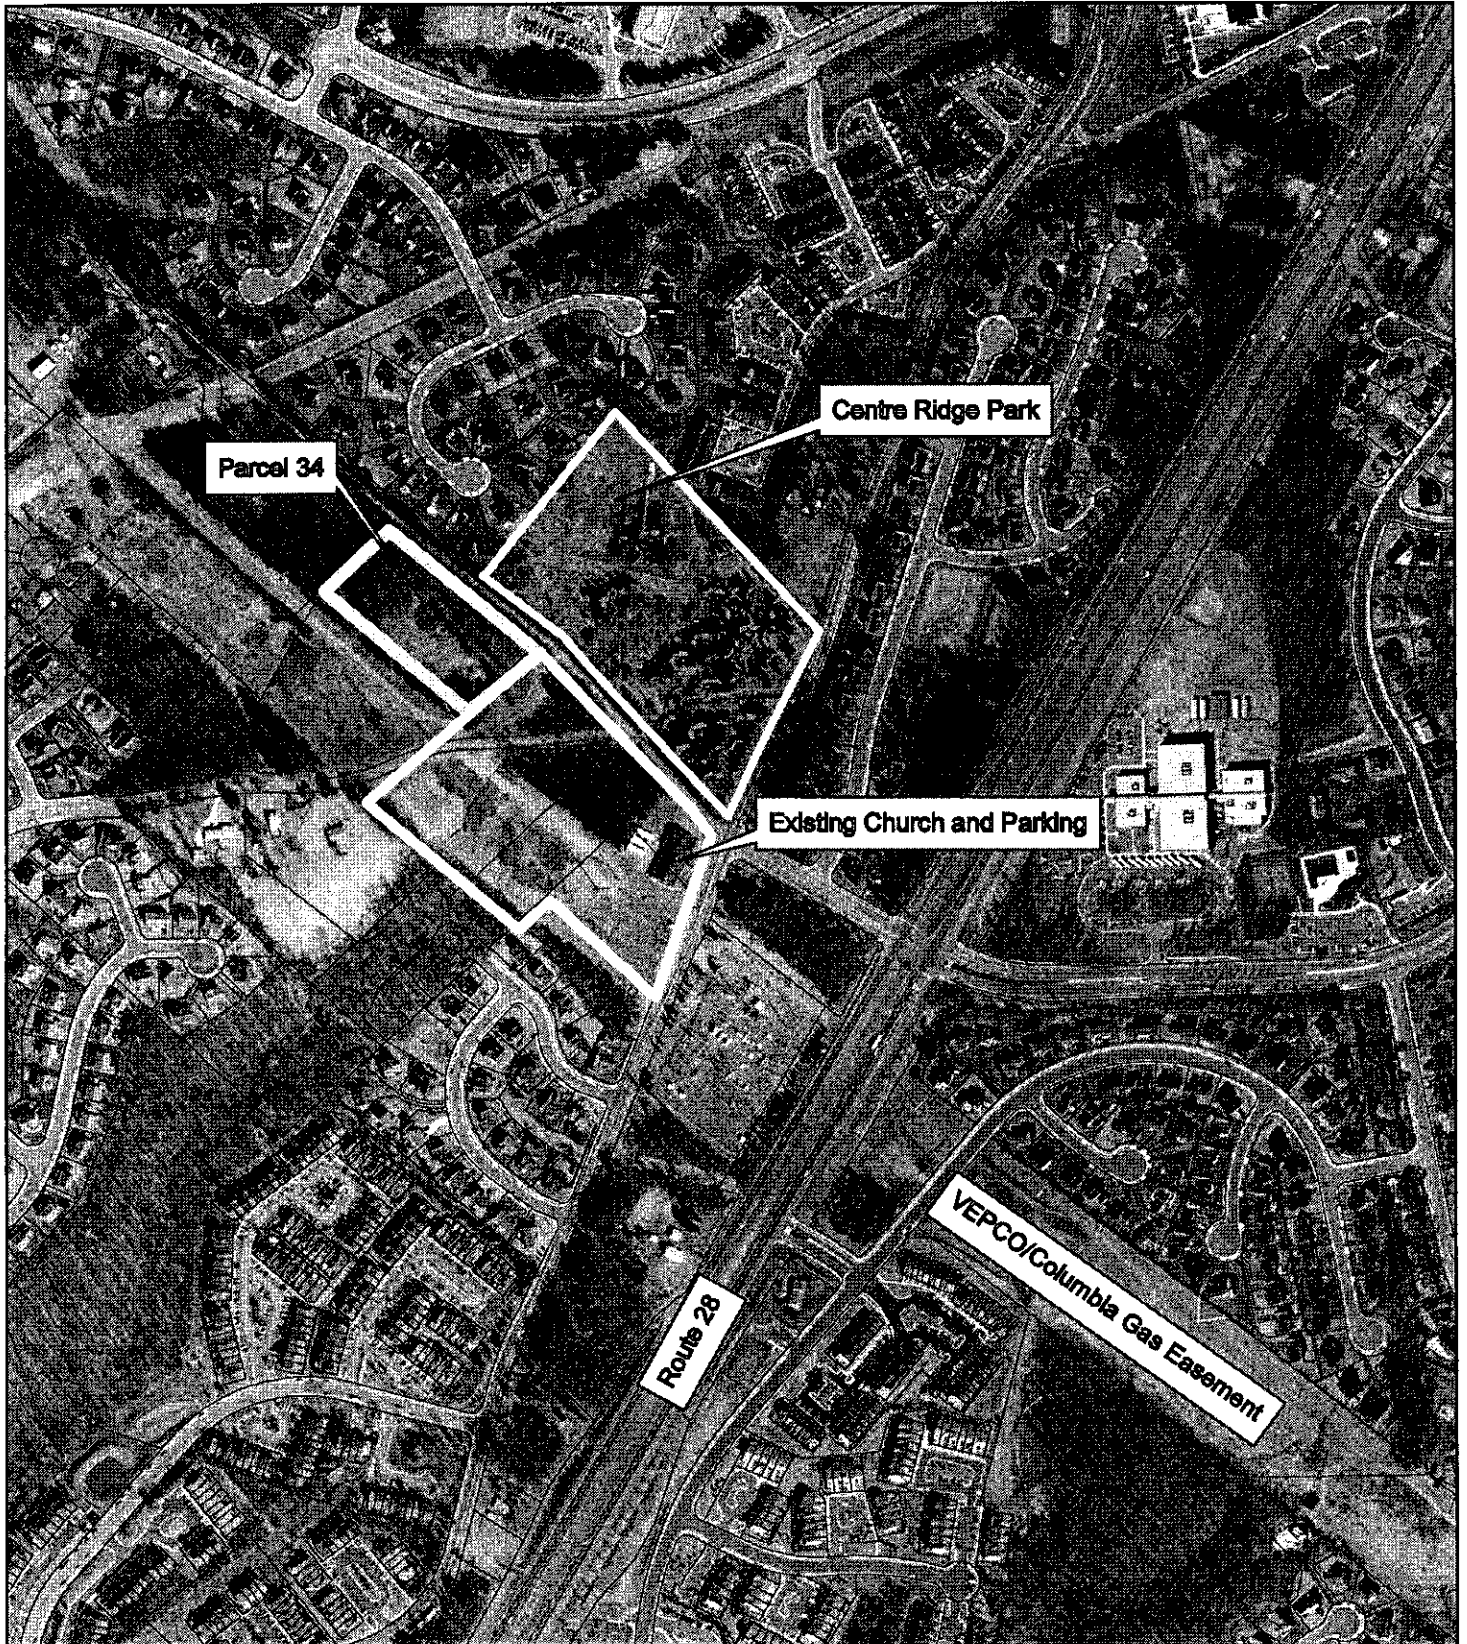 Centre Ridge Park
Parcel 34
Existing Church and Parking
VEPCO/Columbia Gas Easement
Route 28